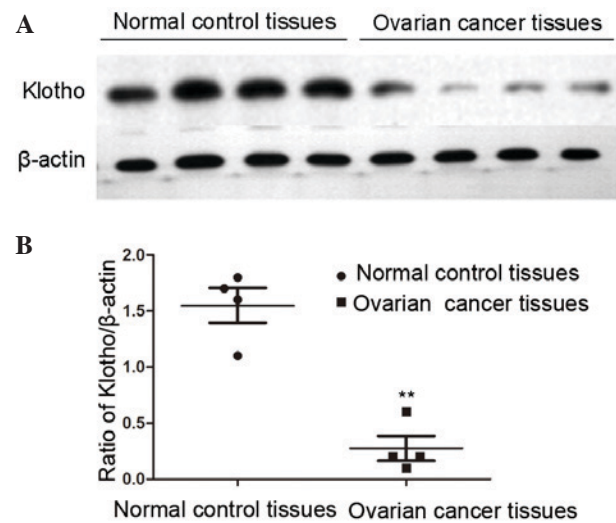 A
Normal control tissues Ovarian cancer tissues
Klotho
β-actin
B
Ratio of Klotho/β-actin
2.0
1.5
1.0
0.5
0.0
Normal control tissues
Ovarian cancer tissues
**
Normal control tissues Ovarian cancer tissues